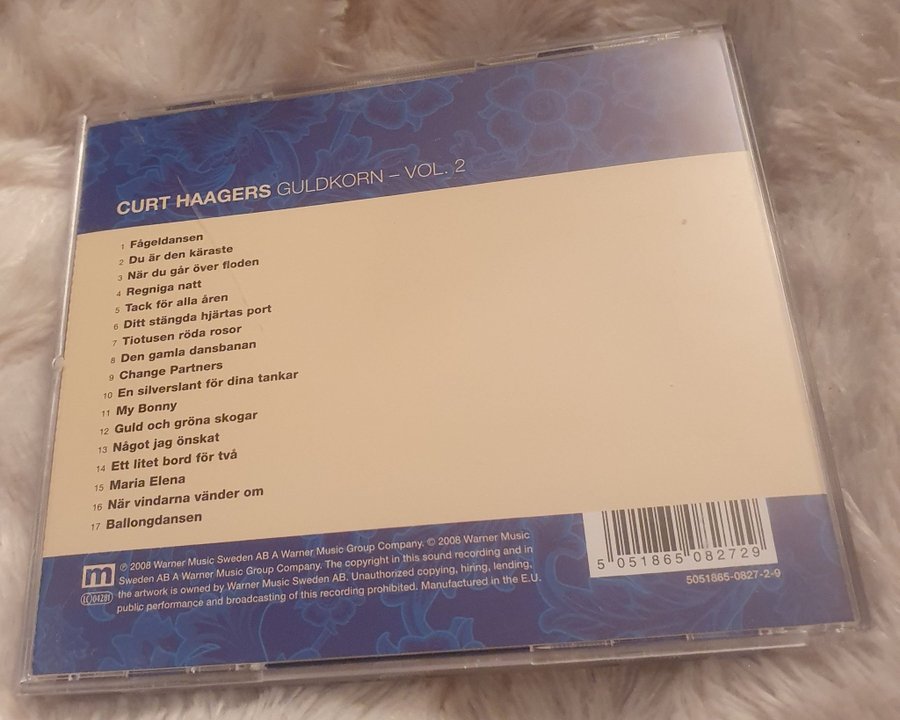 CURT HAAGERS GULDKORN – VOL. 2
1 Fågeldansen
2 Du är den käraste
3 När du går över floden
4 Regniga natt
5 Tack för alla åren
6 Ditt stängda hjärtas port
7 Tiotusen röda rosor
8 Den gamla dansbanan
9 Change Partners
10 En silverslant för dina tankar
11 My Bonny
12 Guld och gröna skogar
13 Något jag önskat
14 Ett litet bord för två
15 Maria Elena
16 När vindarna vänder om
17 Ballongdansen
m
LC 04281
℗ 2008 Warner Music Sweden AB A Warner Music Group Company. © 2008 Warner Music
Sweden AB A Warner Music Group Company. The copyright in this sound recording and in
the artwork is owned by Warner Music Sweden AB. Unauthorized copying, hiring, lending,
public performance and broadcasting of this recording prohibited. Manufactured in the E.U.
5 051865 082729
5051865-0827-2-9